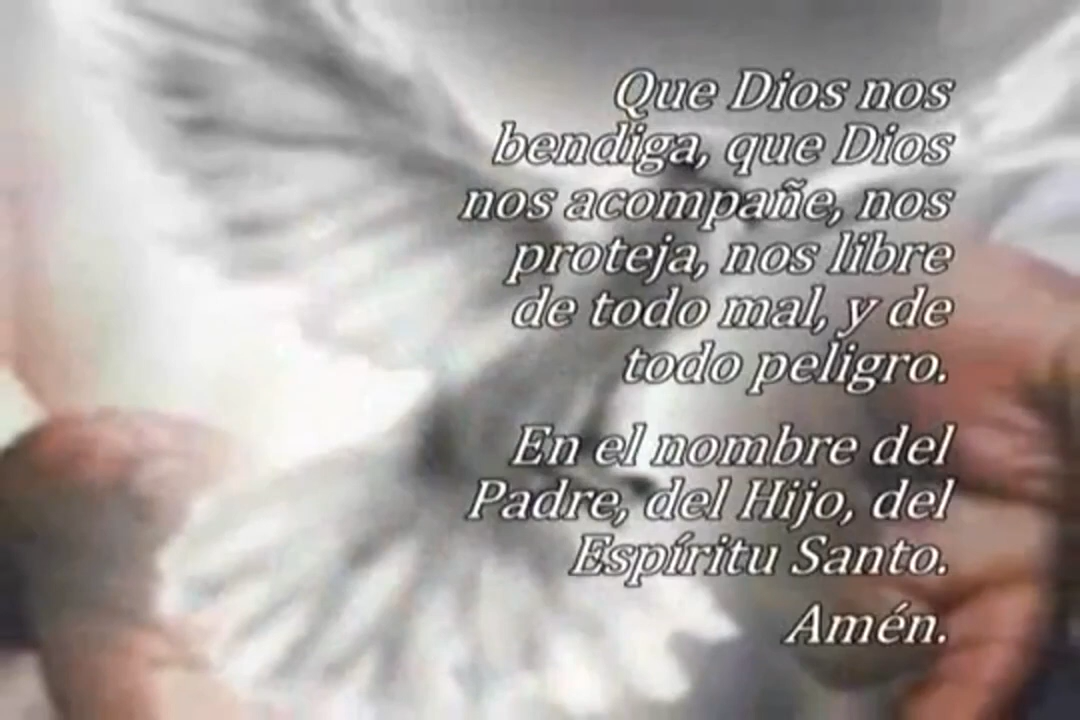 Que Dios nos
bendiga, que Dios
nos acompañe, nos
proteja, nos libre
de todo mal, y de
todo peligro.
En el nombre del
Padre, del Hijo, del
Espíritu Santo.
Amén.